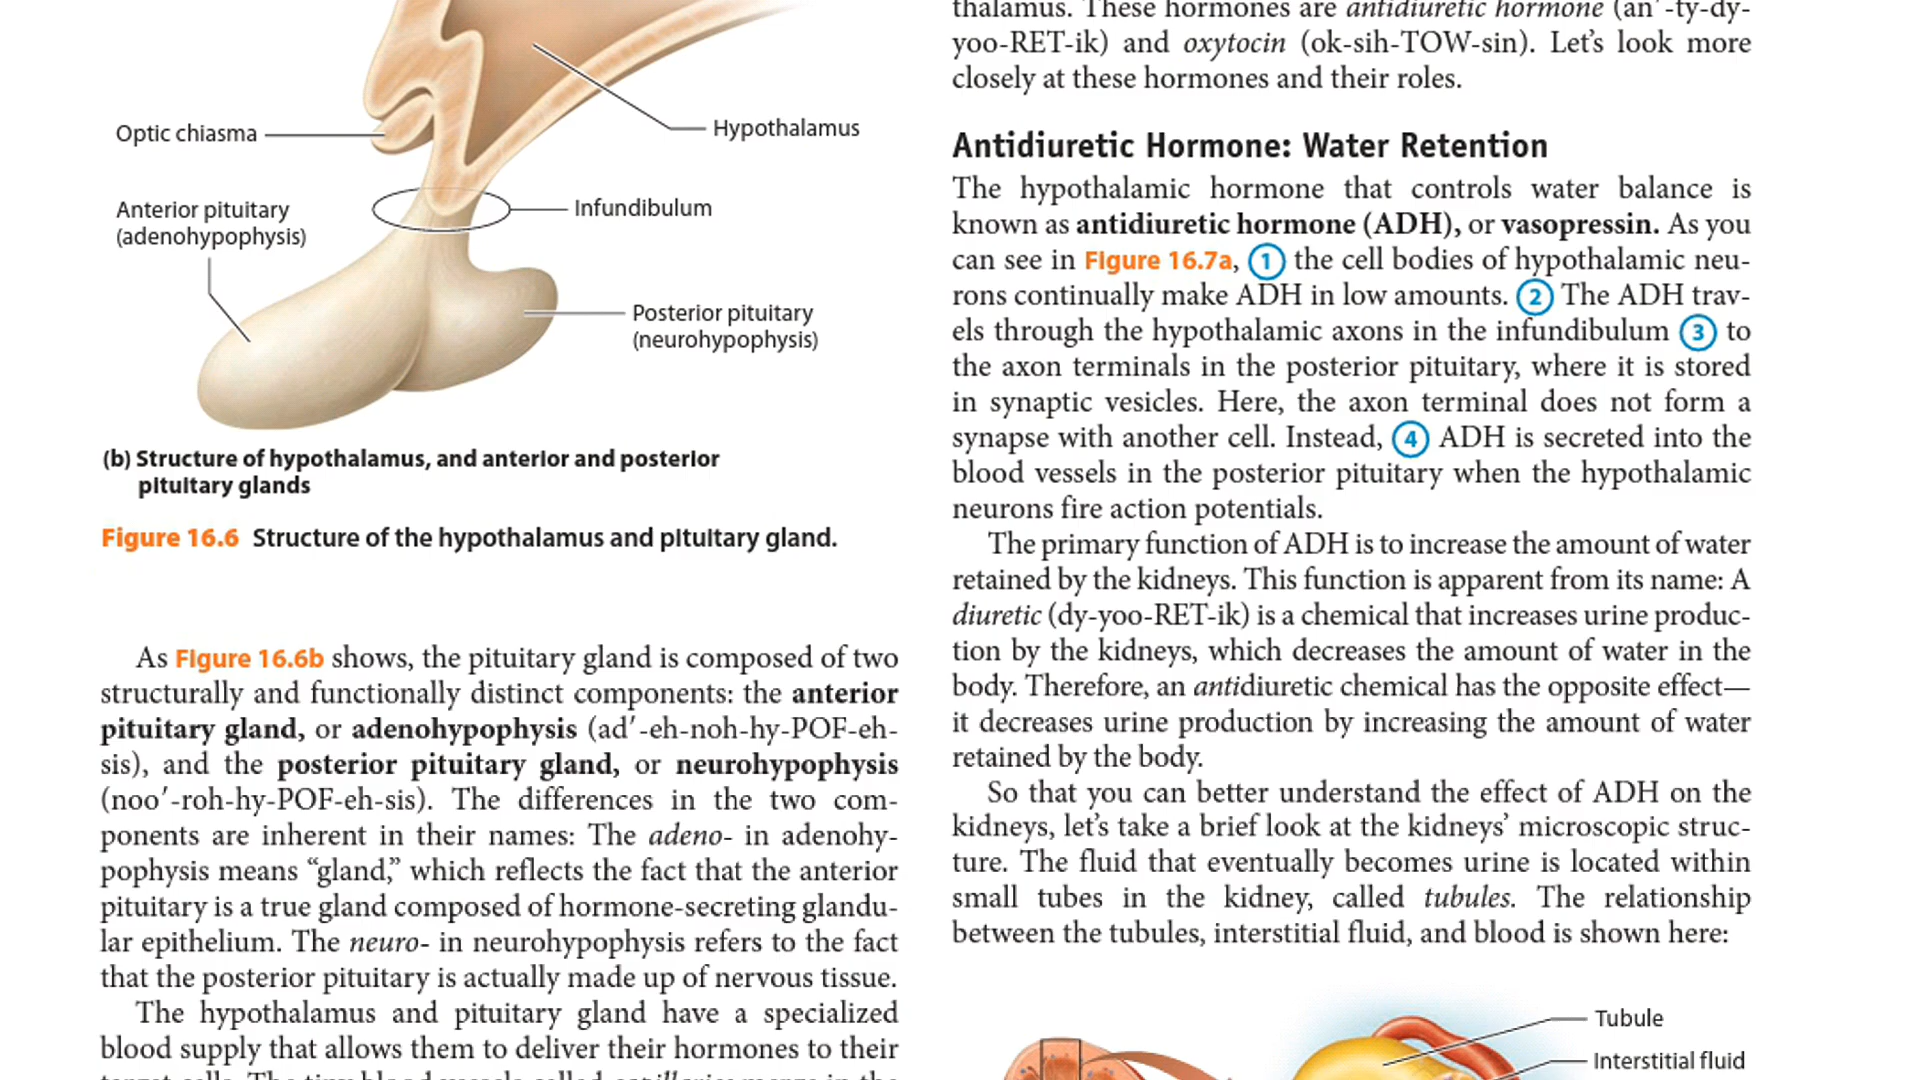 Optic chiasma
Hypothalamus
Anterior pituitary
(adenohypophysis)
Infundibulum
Posterior pituitary
(neurohypophysis)
(b) Structure of hypothalamus, and anterior and posterior
pituitary glands
Figure 16.6 Structure of the hypothalamus and pituitary gland.
As Figure 16.6b shows, the pituitary gland is composed of two
structurally and functionally distinct components: the anterior
pituitary gland, or adenohypophysis (ad′-eh-noh-hy-POF-eh-
sis), and the posterior pituitary gland, or neurohypophysis
(noo′-roh-hy-POF-eh-sis). The differences in the two com-
ponents are inherent in their names: The adeno- in adenohy-
pophysis means “gland,” which reflects the fact that the anterior
pituitary is a true gland composed of hormone-secreting glandu-
lar epithelium. The neuro- in neurohypophysis refers to the fact
that the posterior pituitary is actually made up of nervous tissue.
The hypothalamus and pituitary gland have a specialized
blood supply that allows them to deliver their hormones to their
thalamus. These hormones are antidiuretic hormone (an′-ty-dy-
yoo-RET-ik) and oxytocin (ok-sih-TOW-sin). Let’s look more
closely at these hormones and their roles.
Antidiuretic Hormone: Water Retention
The hypothalamic hormone that controls water balance is
known as antidiuretic hormone (ADH), or vasopressin. As you
can see in Figure 16.7a, 1 the cell bodies of hypothalamic neu-
rons continually make ADH in low amounts. 2 The ADH trav-
els through the hypothalamic axons in the infundibulum 3 to
the axon terminals in the posterior pituitary, where it is stored
in synaptic vesicles. Here, the axon terminal does not form a
synapse with another cell. Instead, 4 ADH is secreted into the
blood vessels in the posterior pituitary when the hypothalamic
neurons fire action potentials.
The primary function of ADH is to increase the amount of water
retained by the kidneys. This function is apparent from its name: A
diuretic (dy-yoo-RET-ik) is a chemical that increases urine produc-
tion by the kidneys, which decreases the amount of water in the
body. Therefore, an antidiuretic chemical has the opposite effect—
it decreases urine production by increasing the amount of water
retained by the body.
So that you can better understand the effect of ADH on the
kidneys, let’s take a brief look at the kidneys’ microscopic struc-
ture. The fluid that eventually becomes urine is located within
small tubes in the kidney, called tubules. The relationship
between the tubules, interstitial fluid, and blood is shown here:
Tubule
Interstitial fluid